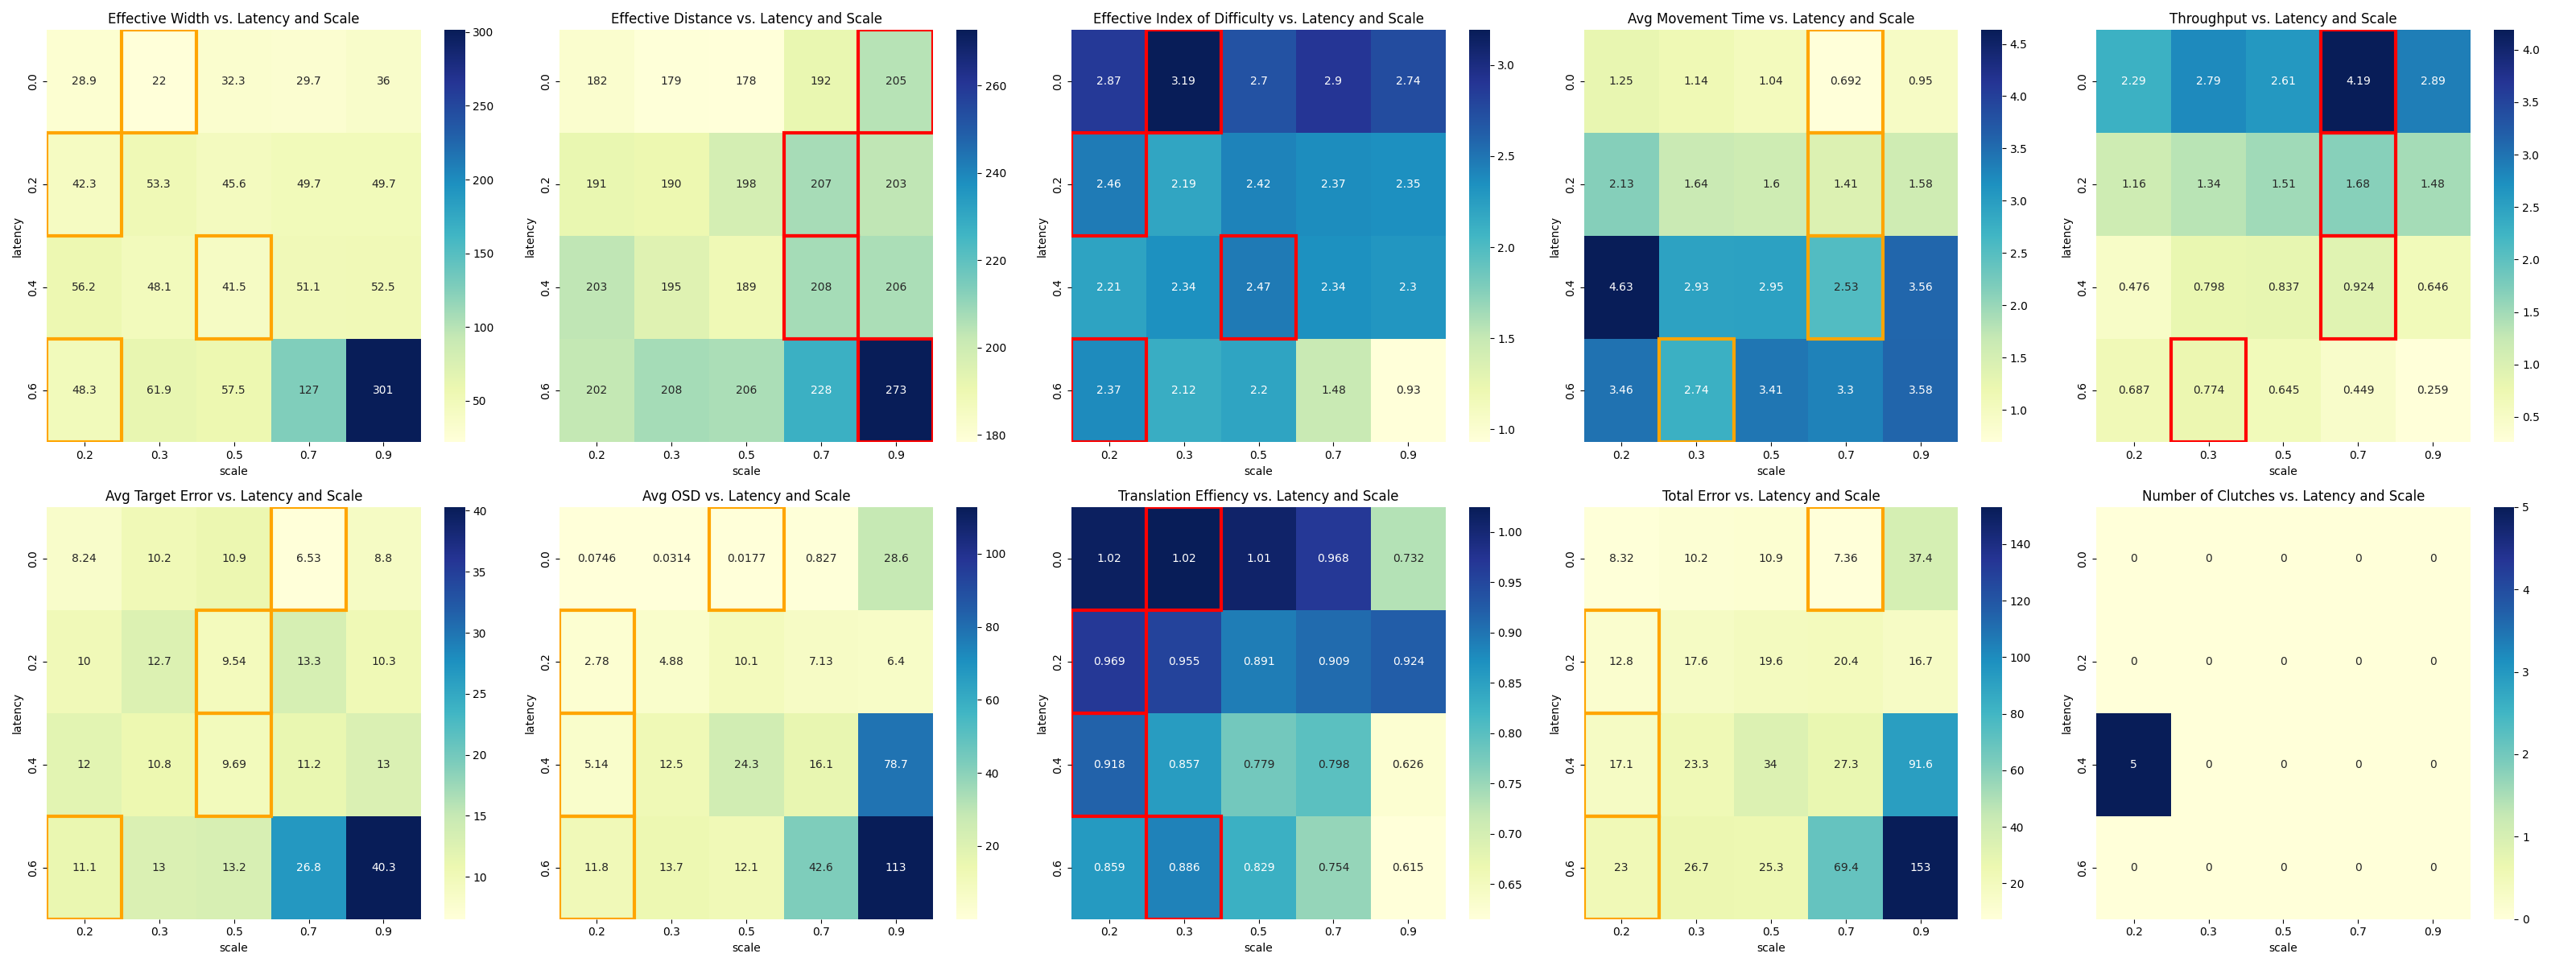 Effective Width vs. Latency and Scale
latency
0.0 28.9 22 32.3 29.7 36
0.2 42.3 53.3 45.6 49.7 49.7
0.4 56.2 48.1 41.5 51.1 52.5
0.6 48.3 61.9 57.5 127 301
0.2 0.3 0.5 0.7 0.9
scale
300
250
200
150
100
50
Effective Distance vs. Latency and Scale
latency
0.0 182 179 178 192 205
0.2 191 190 198 207 203
0.4 203 195 189 208 206
0.6 202 208 206 228 273
0.2 0.3 0.5 0.7 0.9
scale
260
240
220
200
180
Effective Index of Difficulty vs. Latency and Scale
latency
0.0 2.87 3.19 2.7 2.9 2.74
0.2 2.46 2.19 2.42 2.37 2.35
0.4 2.21 2.34 2.47 2.34 2.3
0.6 2.37 2.12 2.2 1.48 0.93
0.2 0.3 0.5 0.7 0.9
scale
3.0
2.5
2.0
1.5
1.0
Avg Movement Time vs. Latency and Scale
latency
0.0 1.25 1.14 1.04 0.692 0.95
0.2 2.13 1.64 1.6 1.41 1.58
0.4 4.63 2.93 2.95 2.53 3.56
0.6 3.46 2.74 3.41 3.3 3.58
0.2 0.3 0.5 0.7 0.9
scale
4.5
4.0
3.5
3.0
2.5
2.0
1.5
1.0
Throughput vs. Latency and Scale
latency
0.0 2.29 2.79 2.61 4.19 2.89
0.2 1.16 1.34 1.51 1.68 1.48
0.4 0.476 0.798 0.837 0.924 0.646
0.6 0.687 0.774 0.645 0.449 0.259
0.2 0.3 0.5 0.7 0.9
scale
4.0
3.5
3.0
2.5
2.0
1.5
1.0
0.5
Avg Target Error vs. Latency and Scale
latency
0.0 8.24 10.2 10.9 6.53 8.8
0.2 10 12.7 9.54 13.3 10.3
0.4 12 10.8 9.69 11.2 13
0.6 11.1 13 13.2 26.8 40.3
0.2 0.3 0.5 0.7 0.9
scale
40
35
30
25
20
15
10
Avg OSD vs. Latency and Scale
latency
0.0 0.0746 0.0314 0.0177 0.827 28.6
0.2 2.78 4.88 10.1 7.13 6.4
0.4 5.14 12.5 24.3 16.1 78.7
0.6 11.8 13.7 12.1 42.6 113
0.2 0.3 0.5 0.7 0.9
scale
100
80
60
40
20
Translation Effiency vs. Latency and Scale
latency
0.0 1.02 1.02 1.01 0.968 0.732
0.2 0.969 0.955 0.891 0.909 0.924
0.4 0.918 0.857 0.779 0.798 0.626
0.6 0.859 0.886 0.829 0.754 0.615
0.2 0.3 0.5 0.7 0.9
scale
1.00
0.95
0.90
0.85
0.80
0.75
0.70
0.65
Total Error vs. Latency and Scale
latency
0.0 8.32 10.2 10.9 7.36 37.4
0.2 12.8 17.6 19.6 20.4 16.7
0.4 17.1 23.3 34 27.3 91.6
0.6 23 26.7 25.3 69.4 153
0.2 0.3 0.5 0.7 0.9
scale
140
120
100
80
60
40
20
Number of Clutches vs. Latency and Scale
latency
0.0 0 0 0 0 0
0.2 0 0 0 0 0
0.4 5 0 0 0 0
0.6 0 0 0 0 0
0.2 0.3 0.5 0.7 0.9
scale
5
4
3
2
1
0